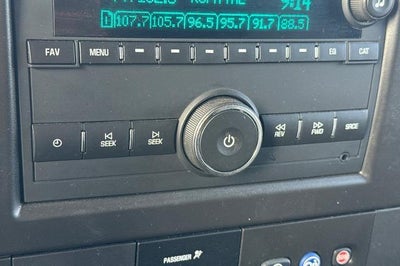 9:14
1 107.7 105.7 96.5 95.7 91.7 88.5
FAV MENU EQ CAT
SEEK SEEK REV FWD SRCE
PASSENGER